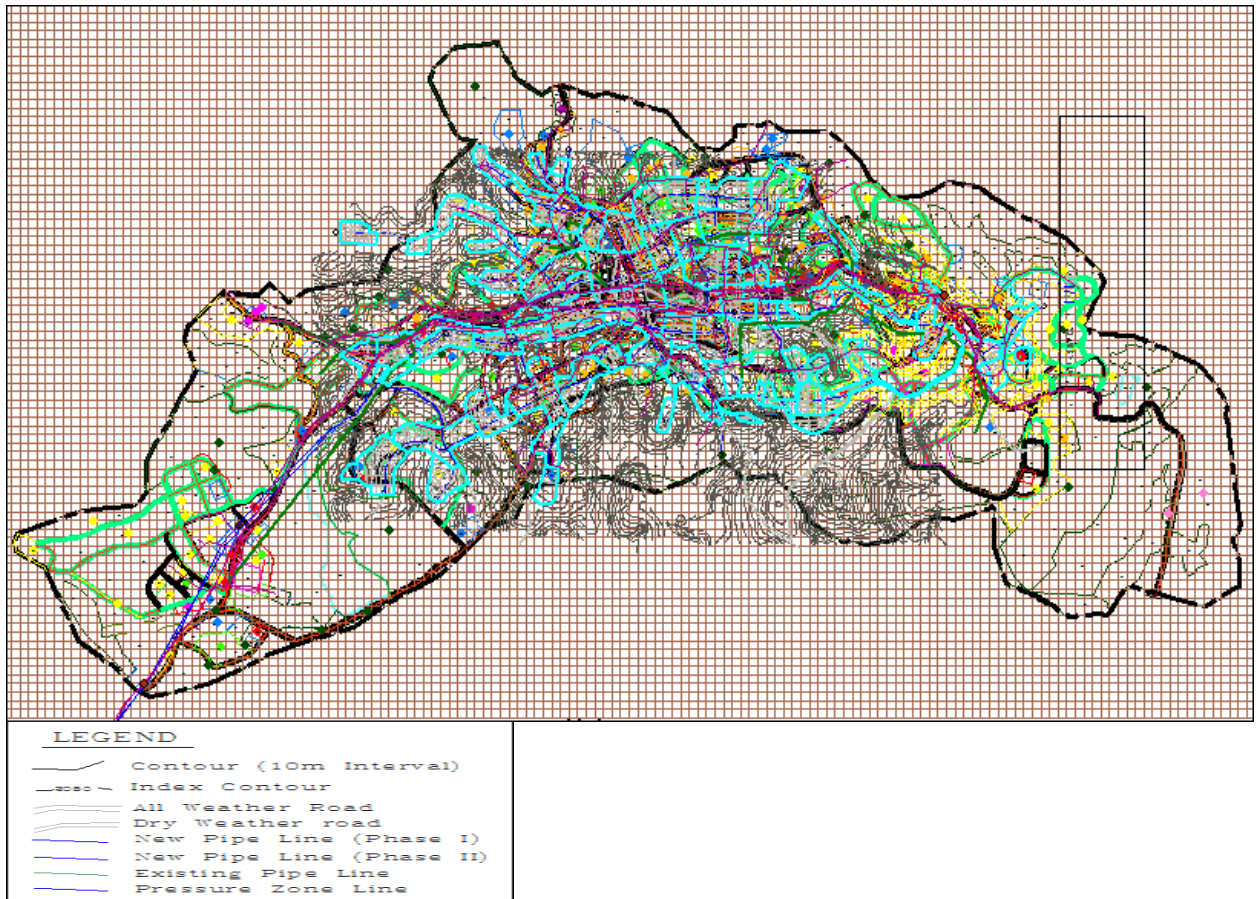 LEGEND
Contour (10m Interval)
Index Contour
All Weather Road
Dry Weather road
New Pipe Line (Phase I)
New Pipe Line (Phase II)
Existing Pipe Line
Pressure Zone Line